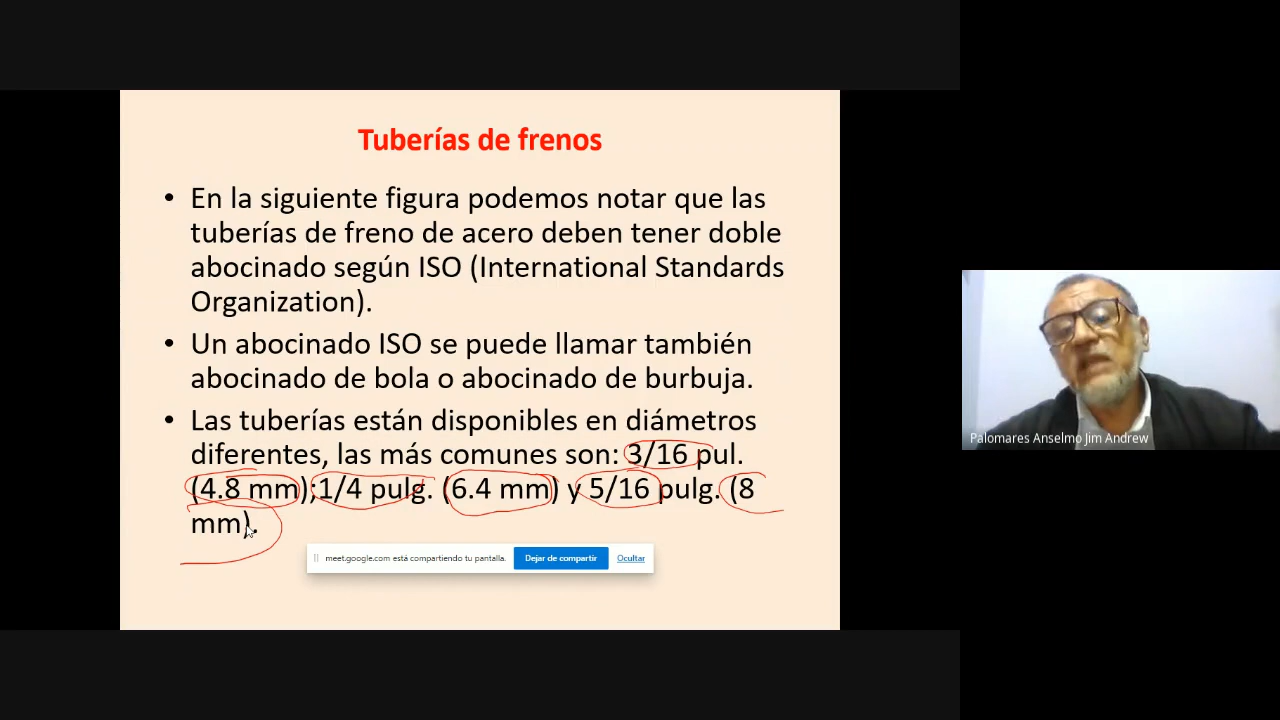 Tuberías de frenos
• En la siguiente figura podemos notar que las
tuberías de freno de acero deben tener doble
abocinado según ISO (International Standards
Organization).
• Un abocinado ISO se puede llamar también
abocinado de bola o abocinado de burbuja.
• Las tuberías están disponibles en diámetros
diferentes, las más comunes son: 3/16 pul.
(4.8 mm);1/4 pulg. (6.4 mm) y 5/16 pulg. (8
mm).
meet.google.com está compartiendo tu pantalla. Dejar de compartir Ocultar
Palomares Anselmo Jim Andrew